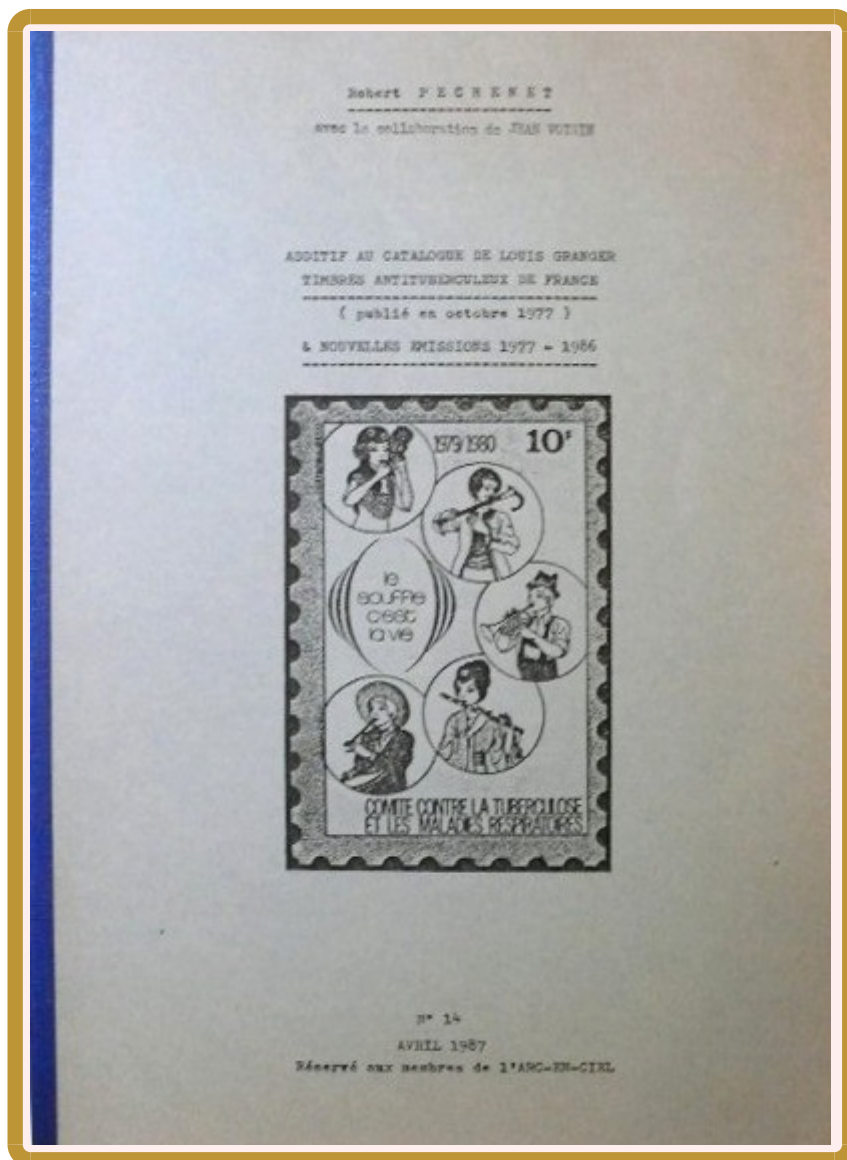 Robert PECHENET
avec la collaboration de JEAN VOISIN
ADDITIF AU CATALOGUE DE LOUIS GRANGER
TIMBRES ANTITUBERCULEUX DE FRANCE
( publié en octobre 1977 )
& NOUVELLES EMISSIONS 1977 - 1986
1979/1980 10F
le
souffle
c'est
la vie
COMITE CONTRE LA TUBERCULOSE
ET LES MALADIES RESPIRATOIRES
N° 14
AVRIL 1987
Réservé aux membres de l'ARC-EN-CIEL